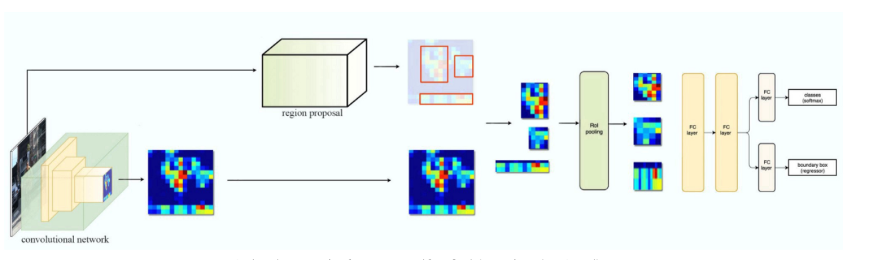 region proposal
convolutional network
RoI
pooling
FC
layer
FC
layer
FC
layer
classes
(softmax)
FC
layer
boundary box
(regressor)